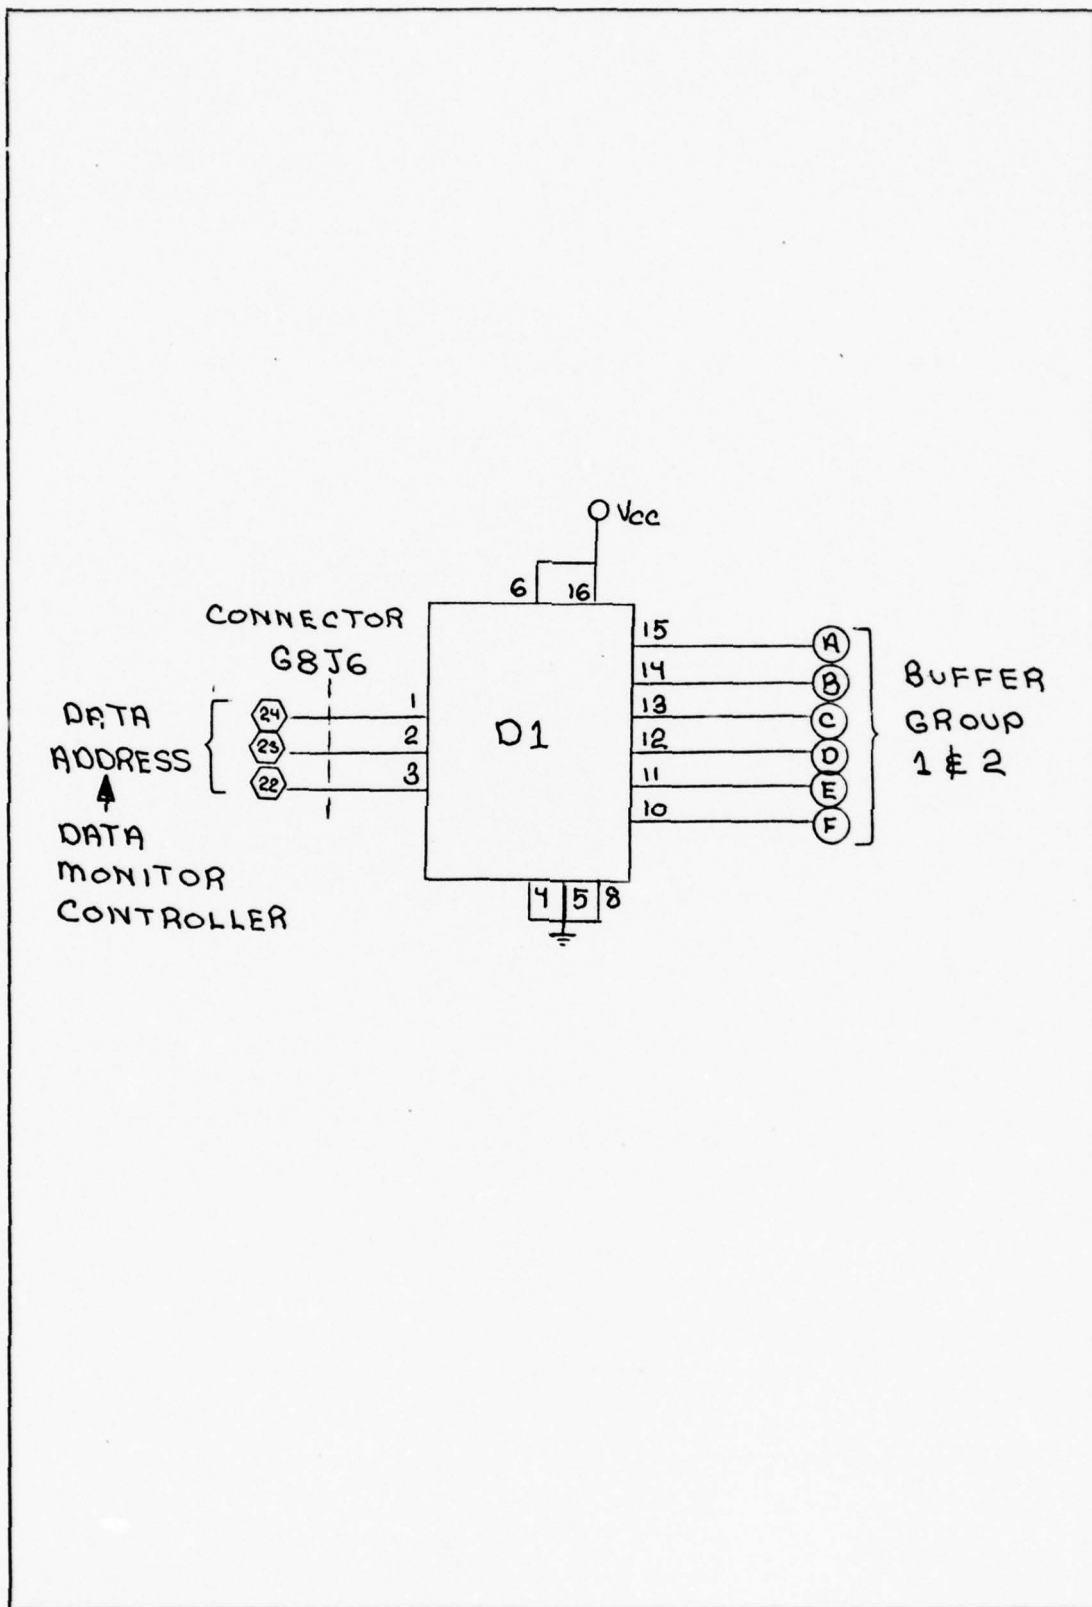 VCC
6 16
CONNECTOR
G8J6
DATA
ADDRESS
DATA
MONITOR
CONTROLLER
24
23
22
1
2
3
D1
15
14
13
12
11
10
A
B
C
D
E
F
BUFFER
GROUP
1 & 2
4 5 8